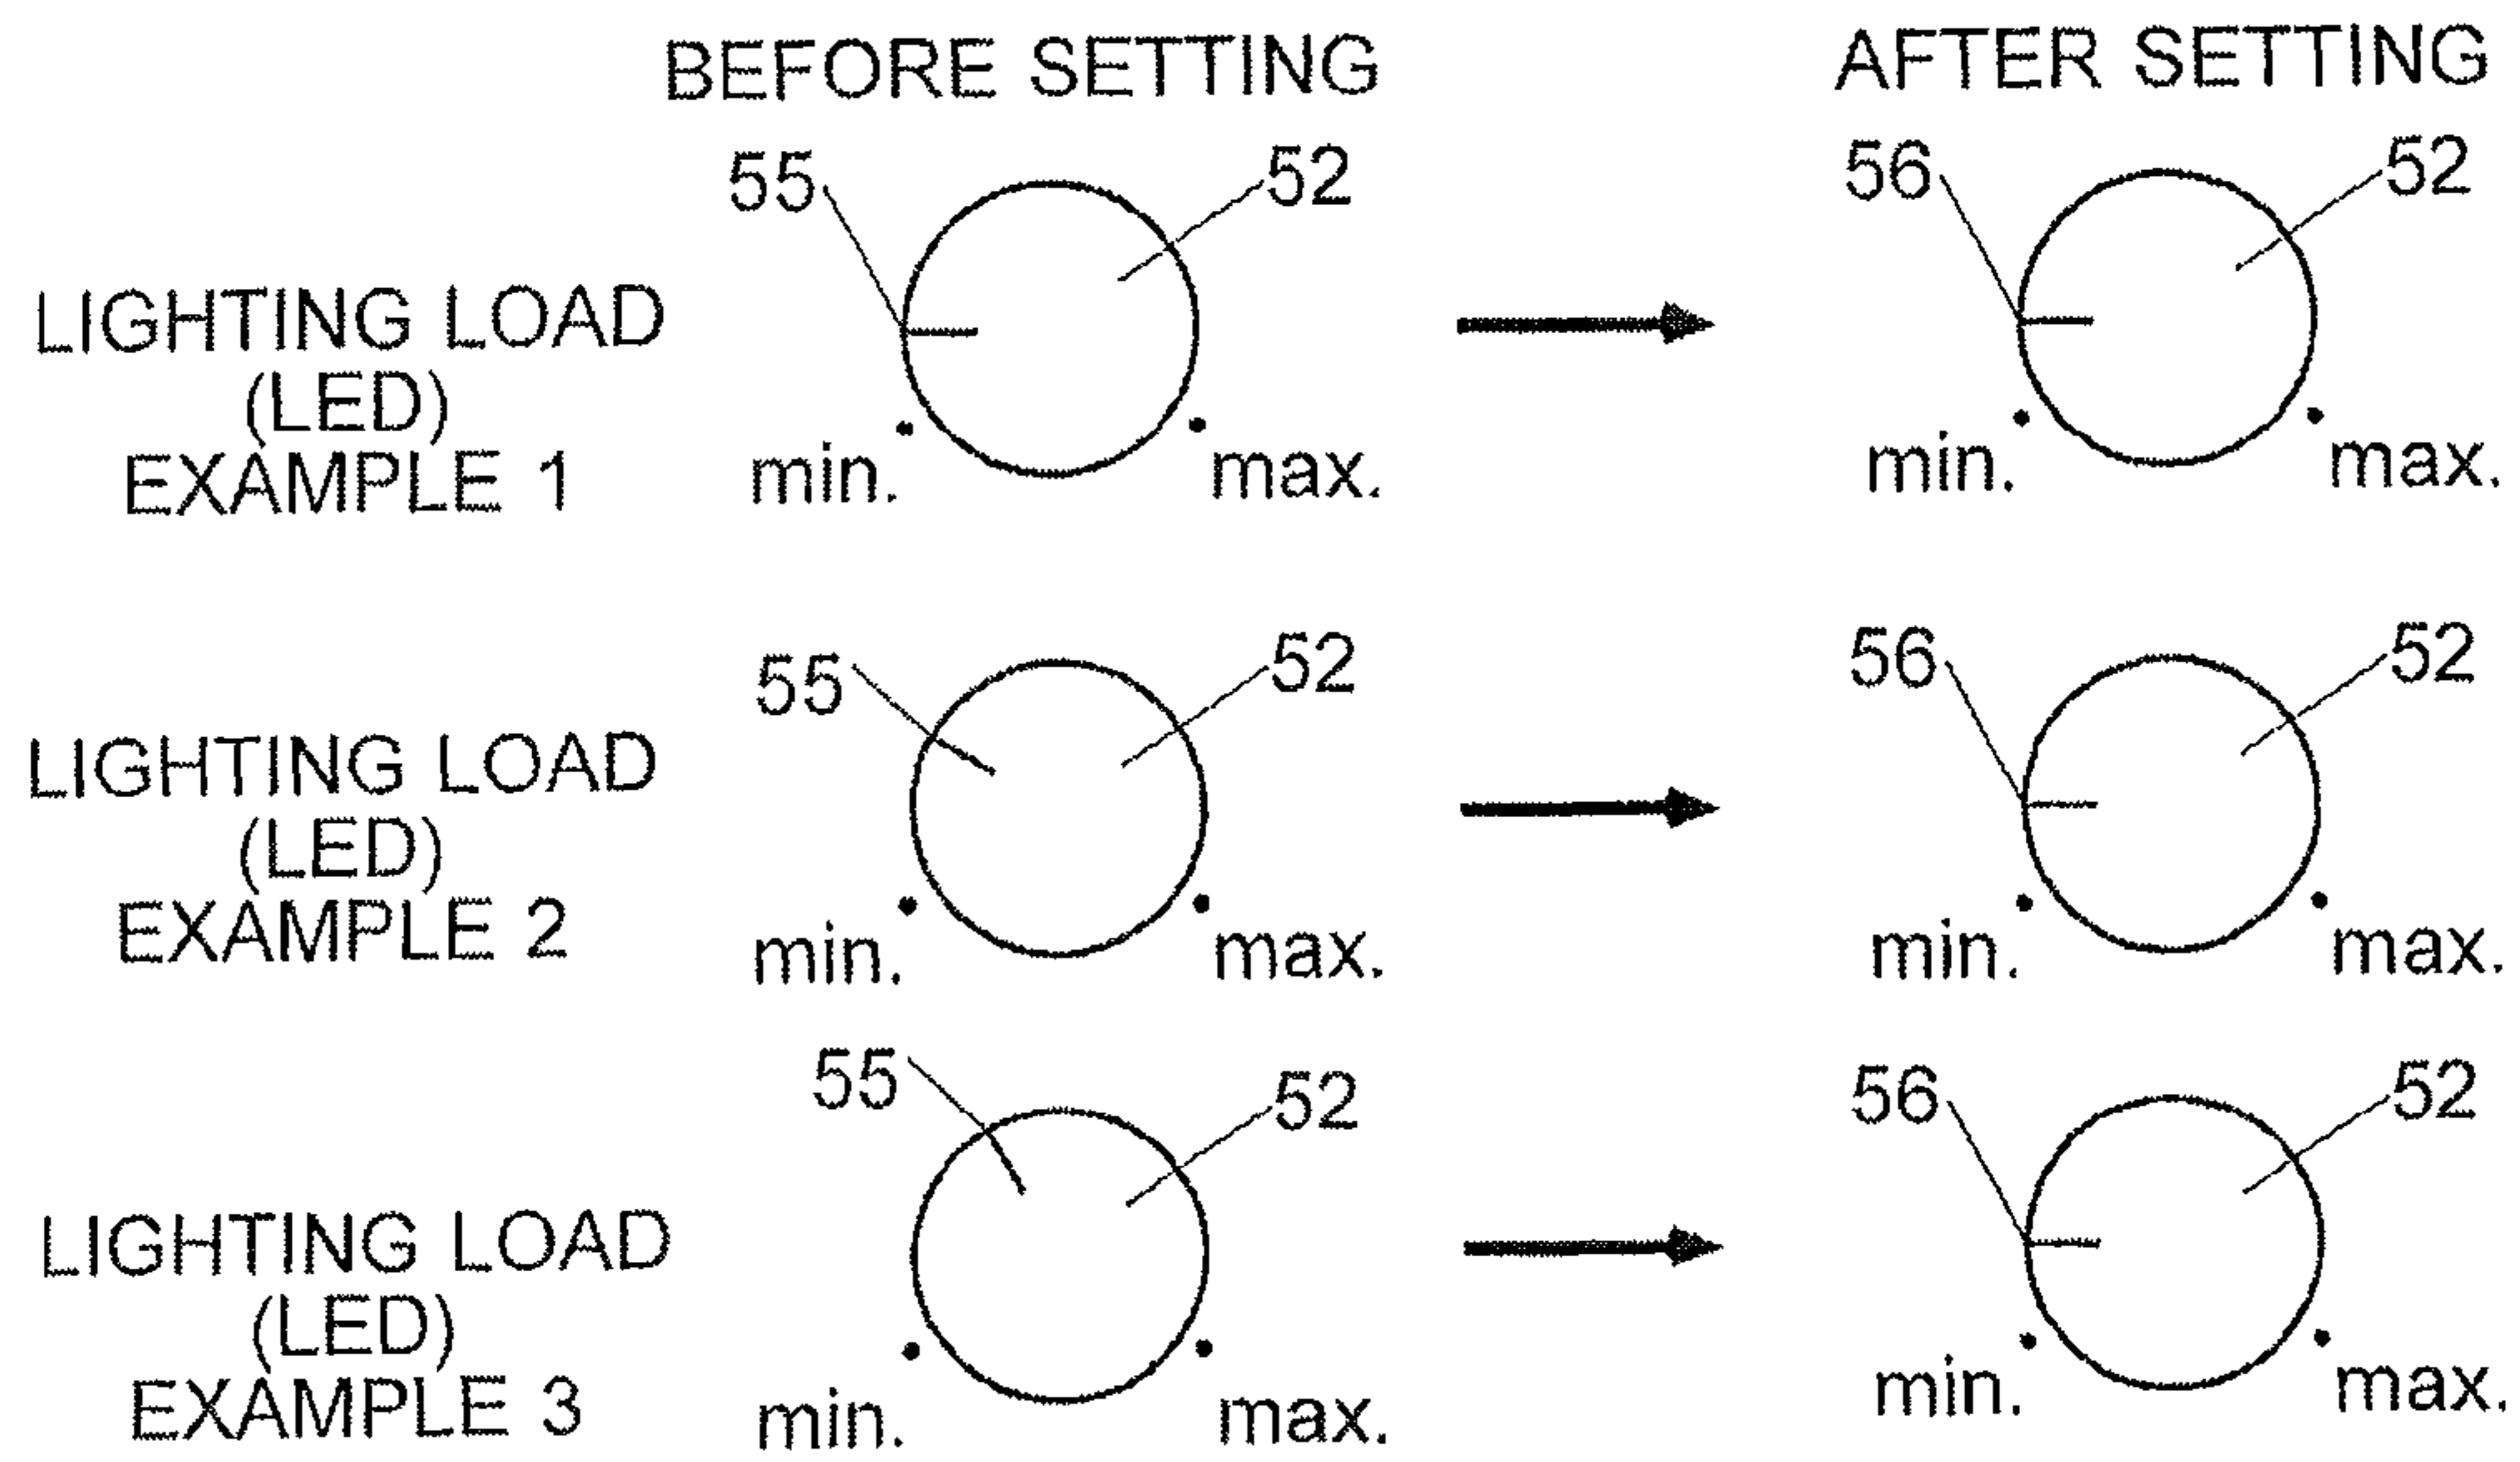 BEFORE SETTING
AFTER SETTING
55
52
56
52
LIGHTING LOAD
(LED)
EXAMPLE 1
min.
max.
min.
max.
55
52
56
52
LIGHTING LOAD
(LED)
EXAMPLE 2
min.
max.
min.
max.
55
52
56
52
LIGHTING LOAD
(LED)
EXAMPLE 3
min.
max.
min.
max.